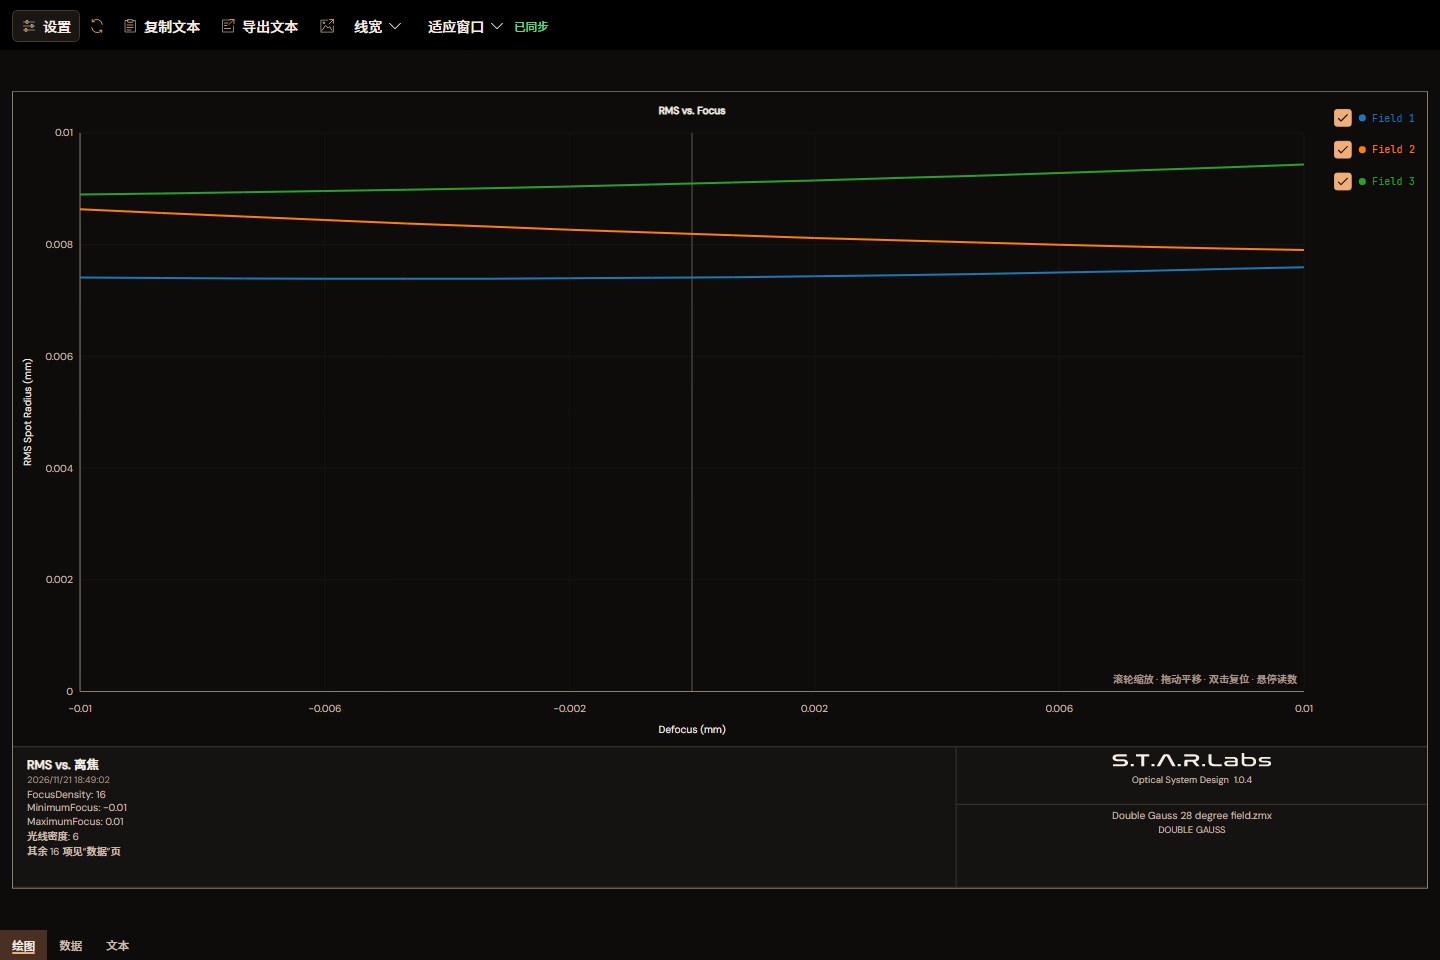 设置 复制文本 导出文本 线宽 适应窗口 已同步
RMS vs. Focus
Field 1
Field 2
Field 3
0.01
0.008
0.006
0.004
0.002
0
RMS Spot Radius (mm)
滚轮缩放 · 拖动平移 · 双击复位 · 悬停读数
-0.01 -0.006 -0.002 0.002 0.006 0.01
Defocus (mm)
RMS vs. 离焦
2026/11/21 18:49:02
FocusDensity: 16
MinimumFocus: -0.01
MaximumFocus: 0.01
光线密度: 6
其余 16 项见"数据"页
S.T.A.R.Labs
Optical System Design 1.0.4
Double Gauss 28 degree field.zmx
DOUBLE GAUSS
绘图 数据 文本